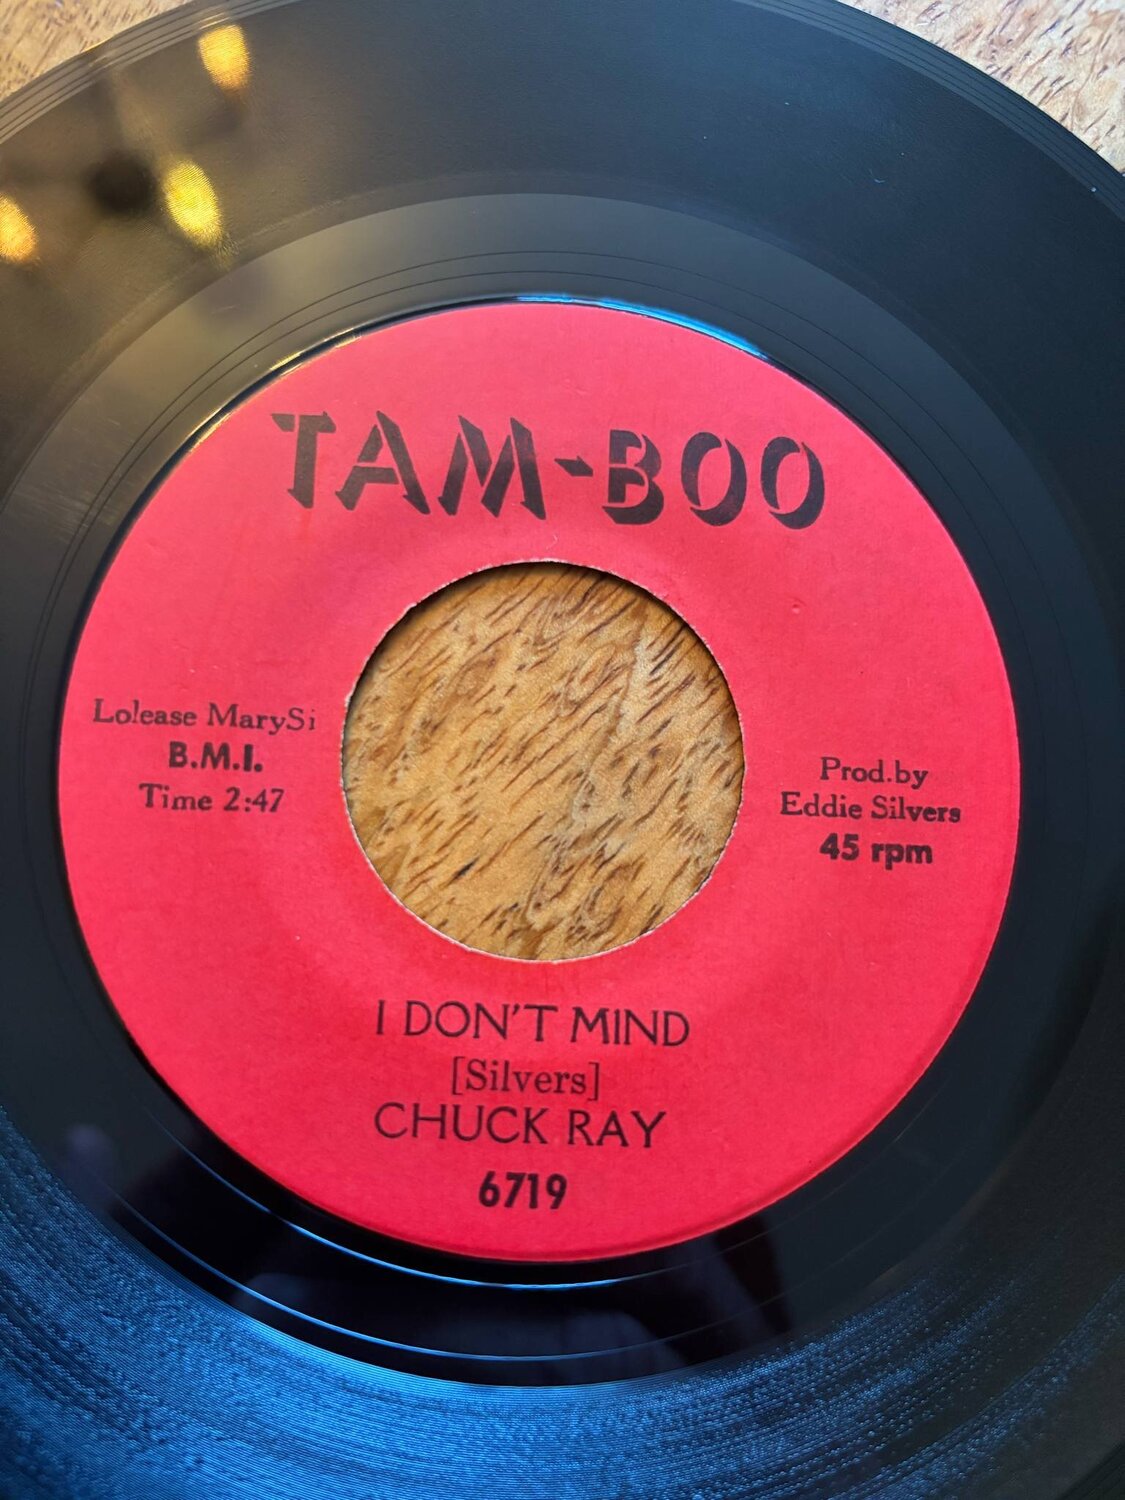 TAM-BOO
Lolease MarySi
B.M.I.
Time 2:47
Prod.by
Eddie Silvers
45 rpm
I DON'T MIND
[Silvers]
CHUCK RAY
6719